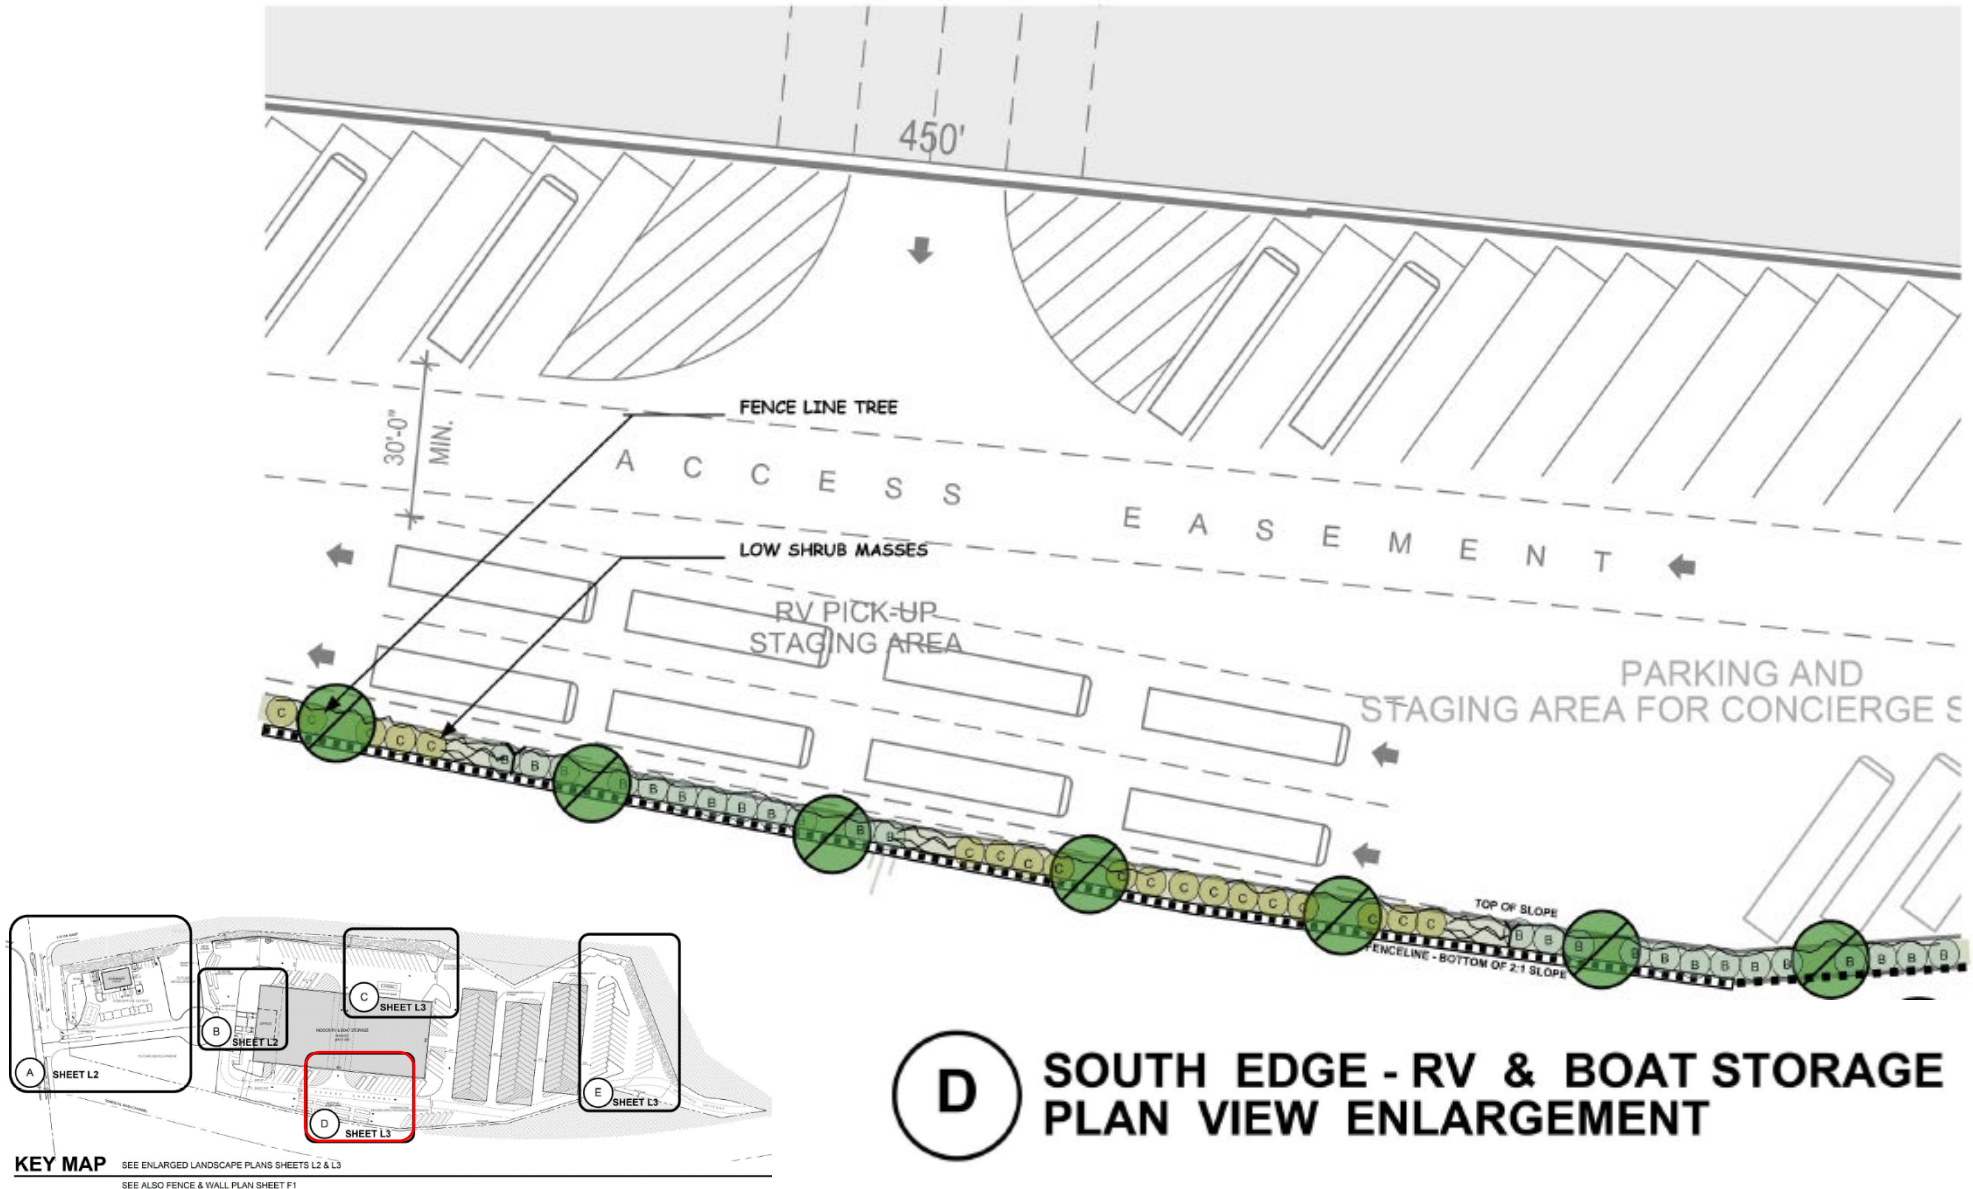 450'
FENCE LINE TREE
30'-0"
MIN.
ACCESS EASEMENT
LOW SHRUB MASSES
RV PICK-UP
STAGING AREA
PARKING AND
STAGING AREA FOR CONCIERGE S
C C C C B B B B B B B B B B B B C C C C C C C C C C C C C C B B B B B B B B B B B B
TOP OF SLOPE
FENCELINE - BOTTOM OF 2:1 SLOPE
D
SOUTH EDGE - RV & BOAT STORAGE
PLAN VIEW ENLARGEMENT
A
SHEET L2
B
SHEET L2
C
SHEET L3
D
SHEET L3
E
SHEET L3
KEY MAP
SEE ENLARGED LANDSCAPE PLANS SHEETS L2 & L3
SEE ALSO FENCE & WALL PLAN SHEET F1